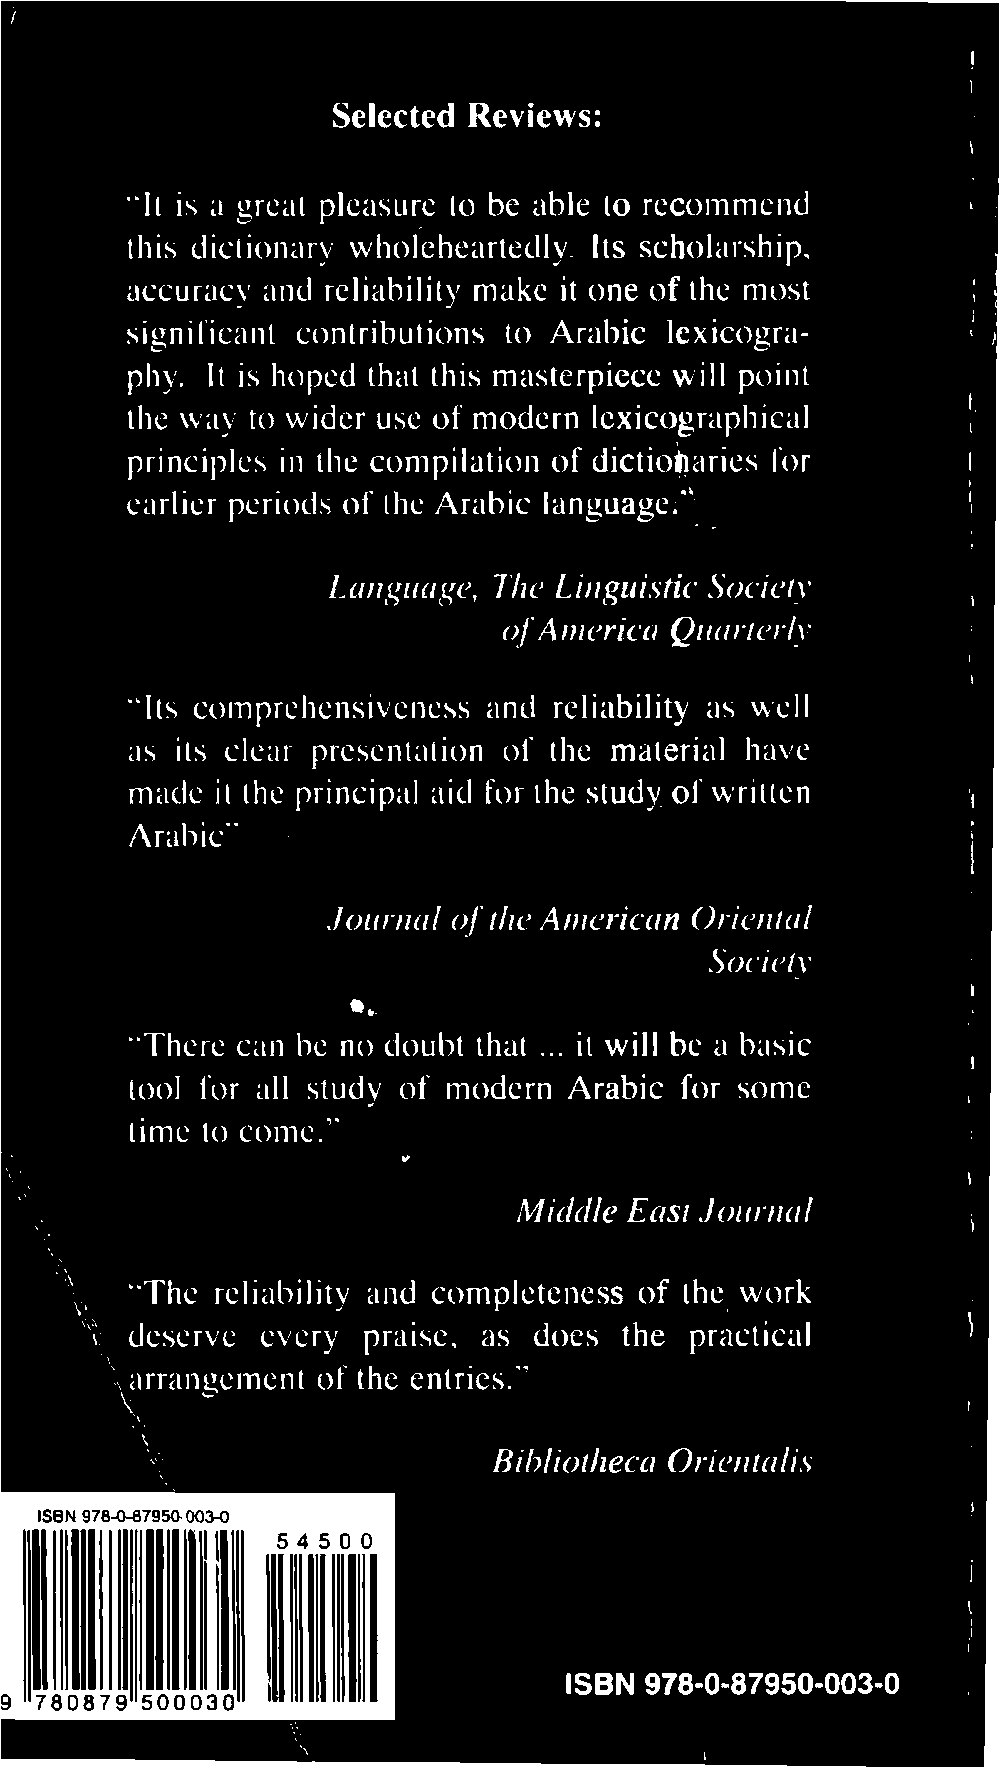 Selected Reviews:
"It is a great pleasure to be able to recommend
this dictionary wholeheartedly. Its scholarship,
accuracy and reliability make it one of the most
significant contributions to Arabic lexicogra-
phy. It is hoped that this masterpiece will point
the way to wider use of modern lexicographical
principles in the compilation of dictionaries for
earlier periods of the Arabic language."
Language, The Linguistic Society
of America Quarterly
"Its comprehensiveness and reliability as well
as its clear presentation of the material have
made it the principal aid for the study of written
Arabic"
Journal of the American Oriental
Society
"There can be no doubt that ... it will be a basic
tool for all study of modern Arabic for some
time to come."
Middle East Journal
"The reliability and completeness of the work
deserve every praise, as does the practical
arrangement of the entries."
Bibliotheca Orientalis
ISBN 978-0-87950-003-0
54500
9 780879 500030
ISBN 978-0-87950-003-0